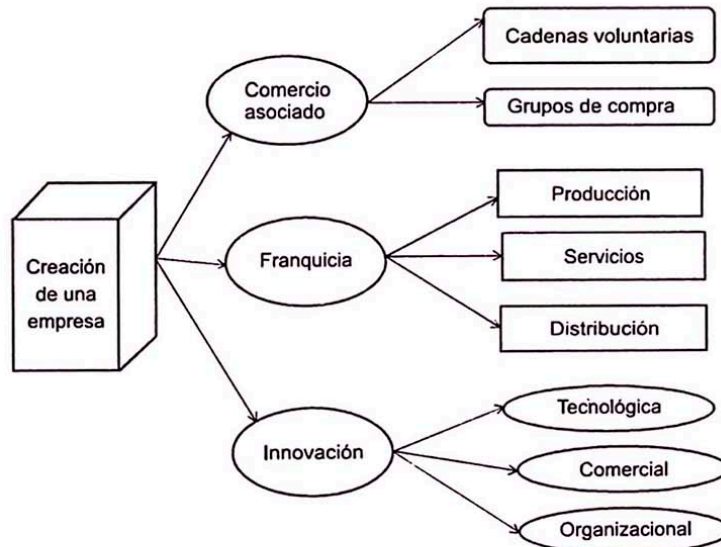 Creación
de una
empresa
Comercio
asociado
Cadenas voluntarias
Grupos de compra
Franquicia
Producción
Servicios
Distribución
Innovación
Tecnológica
Comercial
Organizacional